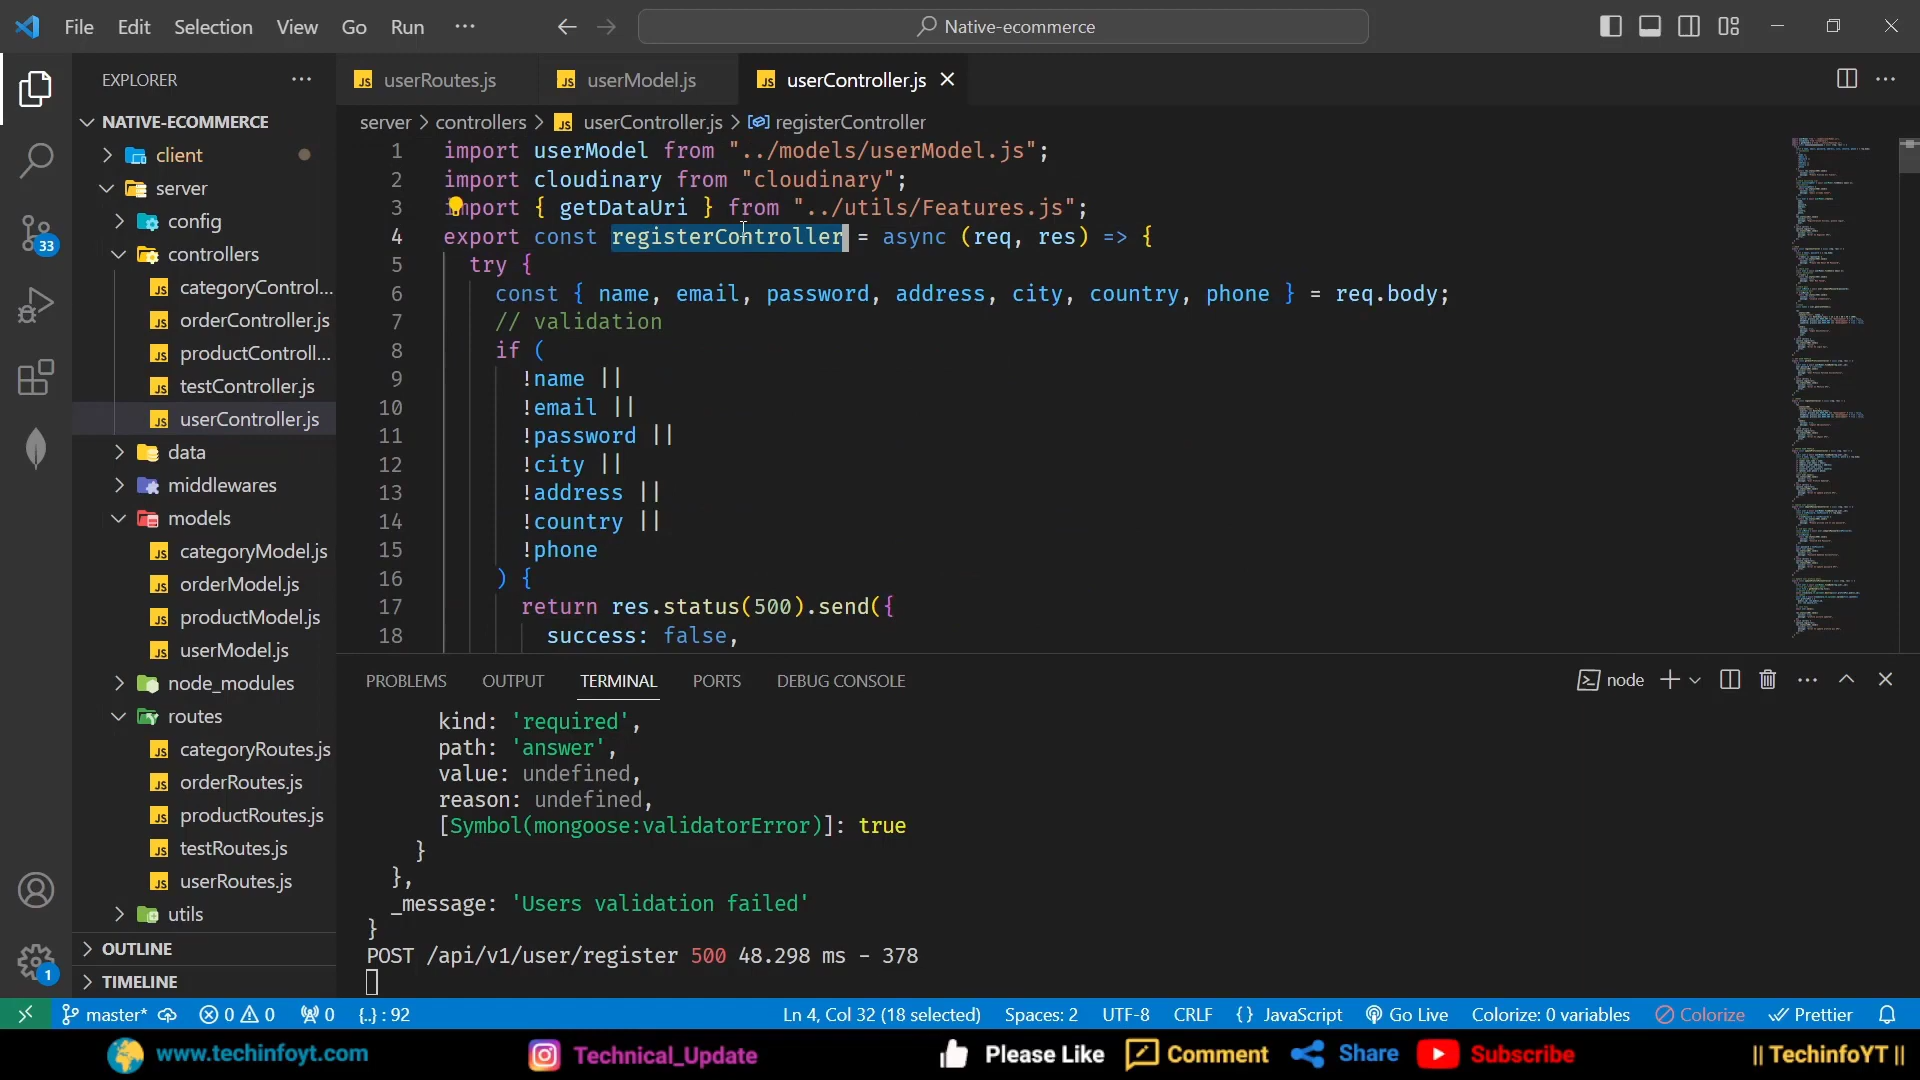 File Edit Selection View Go Run ···
Native-ecommerce
EXPLORER ···
NATIVE-ECOMMERCE
client
server
config
controllers
categoryControl...
orderController.js
productControll...
testController.js
userController.js
data
middlewares
models
categoryModel.js
orderModel.js
productModel.js
userModel.js
node_modules
routes
categoryRoutes.js
orderRoutes.js
productRoutes.js
testRoutes.js
userRoutes.js
utils
OUTLINE
TIMELINE
33
1
JS userRoutes.js JS userModel.js JS userController.js
server > controllers > JS userController.js > registerController
1 import userModel from "../models/userModel.js";
2 import cloudinary from "cloudinary";
3 import { getDataUri } from "../utils/Features.js";
4 export const registerController = async (req, res) => {
5 try {
6 const { name, email, password, address, city, country, phone } = req.body;
7 // validation
8 if (
9 !name ||
10 !email ||
11 !password ||
12 !city ||
13 !address ||
14 !country ||
15 !phone
16 ) {
17 return res.status(500).send({
18 success: false,
PROBLEMS OUTPUT TERMINAL PORTS DEBUG CONSOLE node
kind: 'required',
path: 'answer',
value: undefined,
reason: undefined,
[Symbol(mongoose:validatorError)]: true
}
},
_message: 'Users validation failed'
}
POST /api/v1/user/register 500 48.298 ms - 378
master* 0 0 0 {..} : 92 Ln 4, Col 32 (18 selected) Spaces: 2 UTF-8 CRLF {} JavaScript Go Live Colorize: 0 variables Colorize Prettier
www.techinfoyt.com Technical_Update Please Like Comment Share Subscribe || TechinfoYT ||